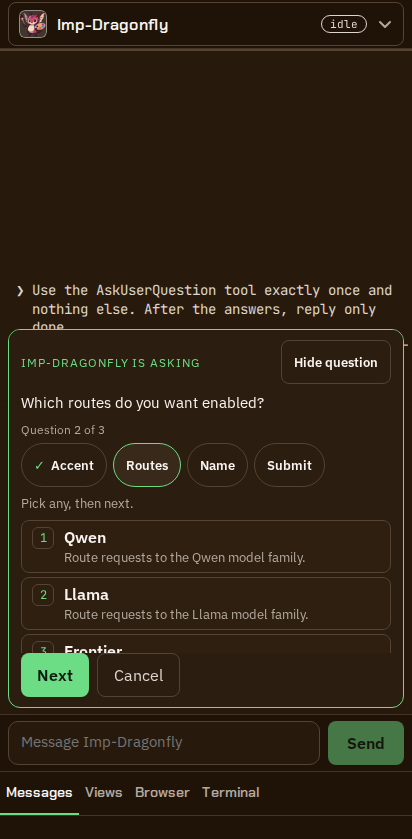 Imp-Dragonfly
idle
❯ Use the AskUserQuestion tool exactly once and
nothing else. After the answers, reply only
done
IMP-DRAGONFLY IS ASKING
Hide question
Which routes do you want enabled?
Question 2 of 3
✓ Accent
Routes
Name
Submit
Pick any, then next.
1 Qwen
Route requests to the Qwen model family.
2 Llama
Route requests to the Llama model family.
3 Frontier
Next
Cancel
Message Imp-Dragonfly
Send
Messages
Views
Browser
Terminal